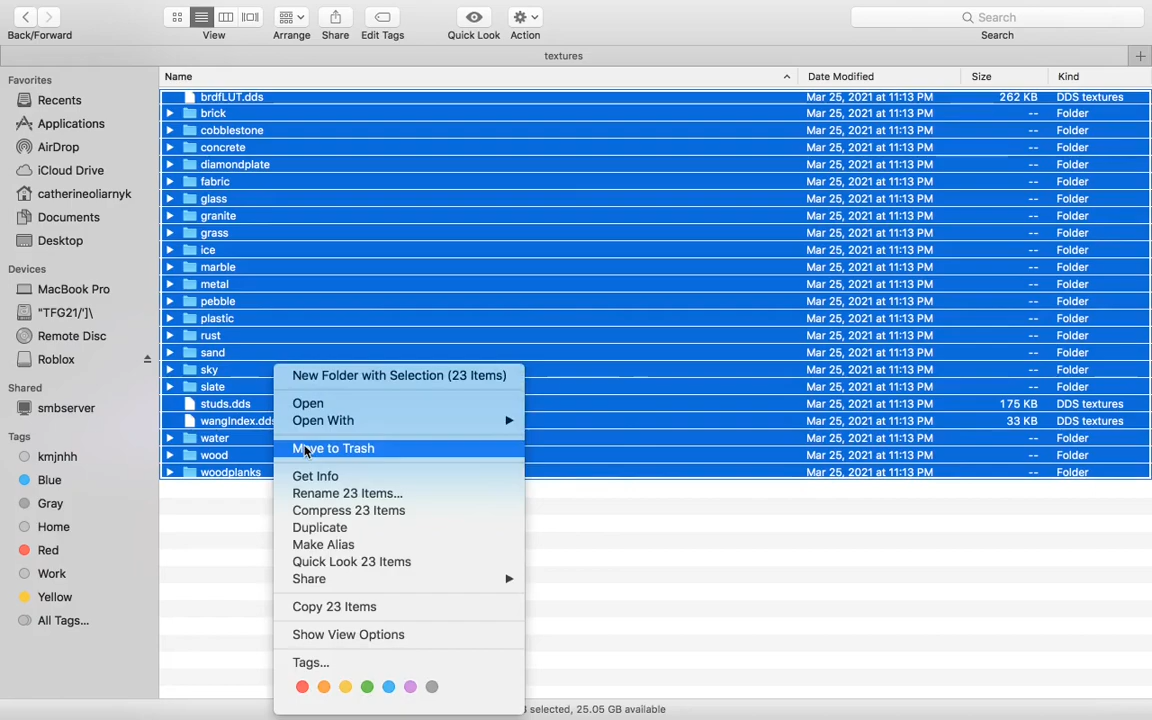 Back/Forward View Arrange Share Edit Tags Quick Look Action Search
Search
textures
Favorites
Recents
Applications
AirDrop
iCloud Drive
catherineoliarnyk
Documents
Desktop
Devices
MacBook Pro
"TFG21/']\
Remote Disc
Roblox
Shared
smbserver
Tags
kmjnhh
Blue
Gray
Home
Red
Work
Yellow
All Tags...
Name Date Modified Size Kind
brdfLUT.dds Mar 25, 2021 at 11:13 PM 262 KB DDS textures
brick Mar 25, 2021 at 11:13 PM -- Folder
cobblestone Mar 25, 2021 at 11:13 PM -- Folder
concrete Mar 25, 2021 at 11:13 PM -- Folder
diamondplate Mar 25, 2021 at 11:13 PM -- Folder
fabric Mar 25, 2021 at 11:13 PM -- Folder
glass Mar 25, 2021 at 11:13 PM -- Folder
granite Mar 25, 2021 at 11:13 PM -- Folder
grass Mar 25, 2021 at 11:13 PM -- Folder
ice Mar 25, 2021 at 11:13 PM -- Folder
marble Mar 25, 2021 at 11:13 PM -- Folder
metal Mar 25, 2021 at 11:13 PM -- Folder
pebble Mar 25, 2021 at 11:13 PM -- Folder
plastic Mar 25, 2021 at 11:13 PM -- Folder
rust Mar 25, 2021 at 11:13 PM -- Folder
sand Mar 25, 2021 at 11:13 PM -- Folder
sky Mar 25, 2021 at 11:13 PM -- Folder
slate Mar 25, 2021 at 11:13 PM -- Folder
studs.dds Mar 25, 2021 at 11:13 PM 175 KB DDS textures
wangIndex.dds Mar 25, 2021 at 11:13 PM 33 KB DDS textures
water Mar 25, 2021 at 11:13 PM -- Folder
wood Mar 25, 2021 at 11:13 PM -- Folder
woodplanks Mar 25, 2021 at 11:13 PM -- Folder
New Folder with Selection (23 Items)
Open
Open With
Move to Trash
Get Info
Rename 23 Items...
Compress 23 Items
Duplicate
Make Alias
Quick Look 23 Items
Share
Copy 23 Items
Show View Options
Tags...
selected, 25.05 GB available